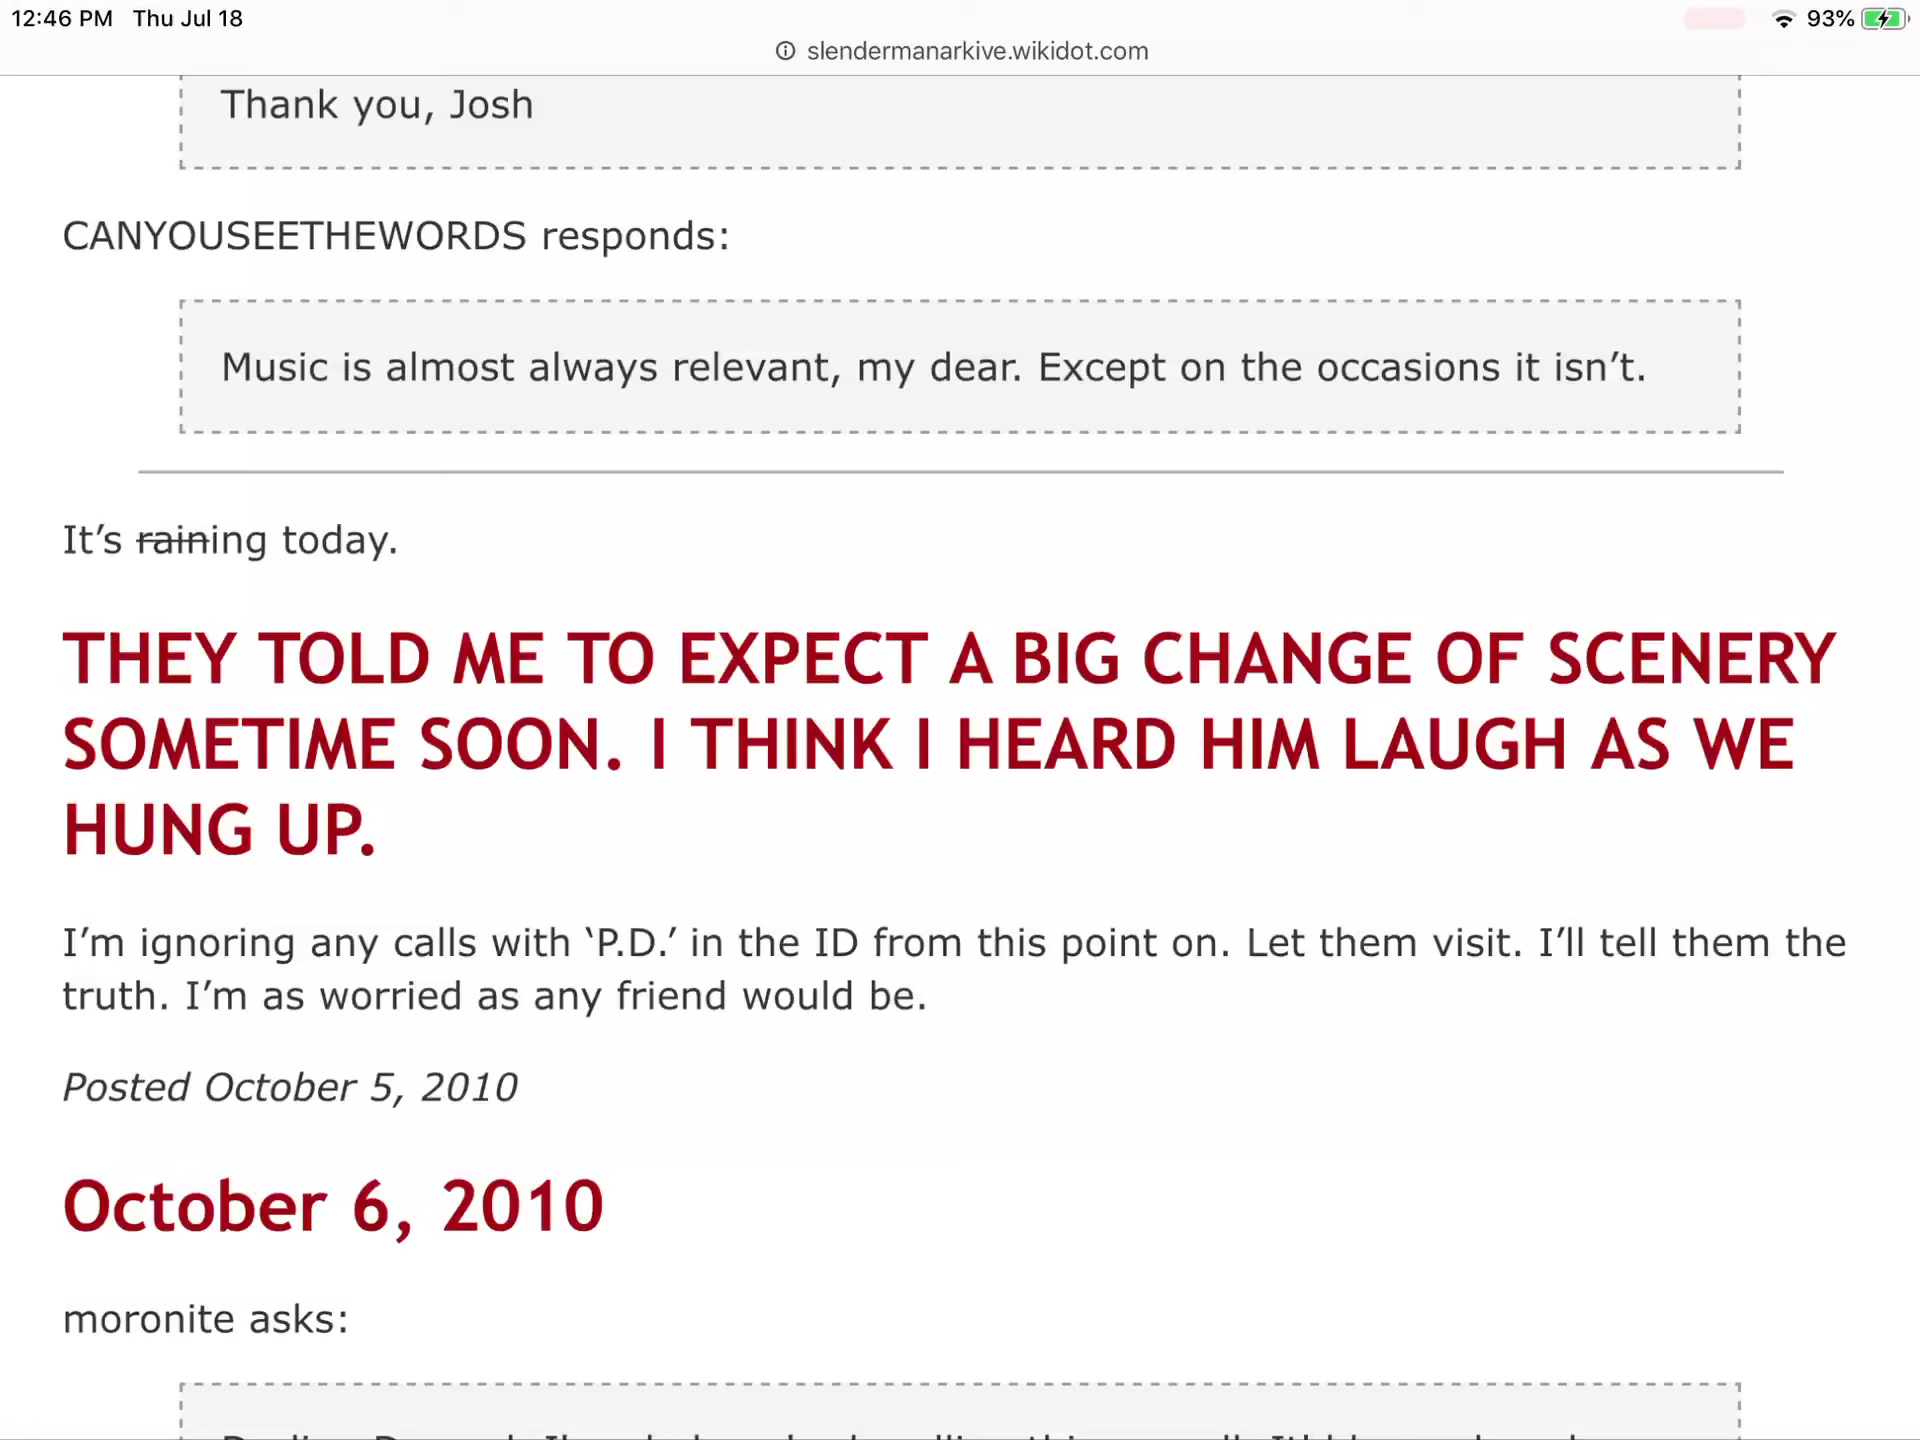 12:46 PM Thu Jul 18
93%
slendermanarkive.wikidot.com
Thank you, Josh
CANYOUSEETHEWORDS responds:
Music is almost always relevant, my dear. Except on the occasions it isn’t.
It’s raining today.
THEY TOLD ME TO EXPECT A BIG CHANGE OF SCENERY
SOMETIME SOON. I THINK I HEARD HIM LAUGH AS WE
HUNG UP.
I’m ignoring any calls with ‘P.D.’ in the ID from this point on. Let them visit. I’ll tell them the
truth. I’m as worried as any friend would be.
Posted October 5, 2010
October 6, 2010
moronite asks: